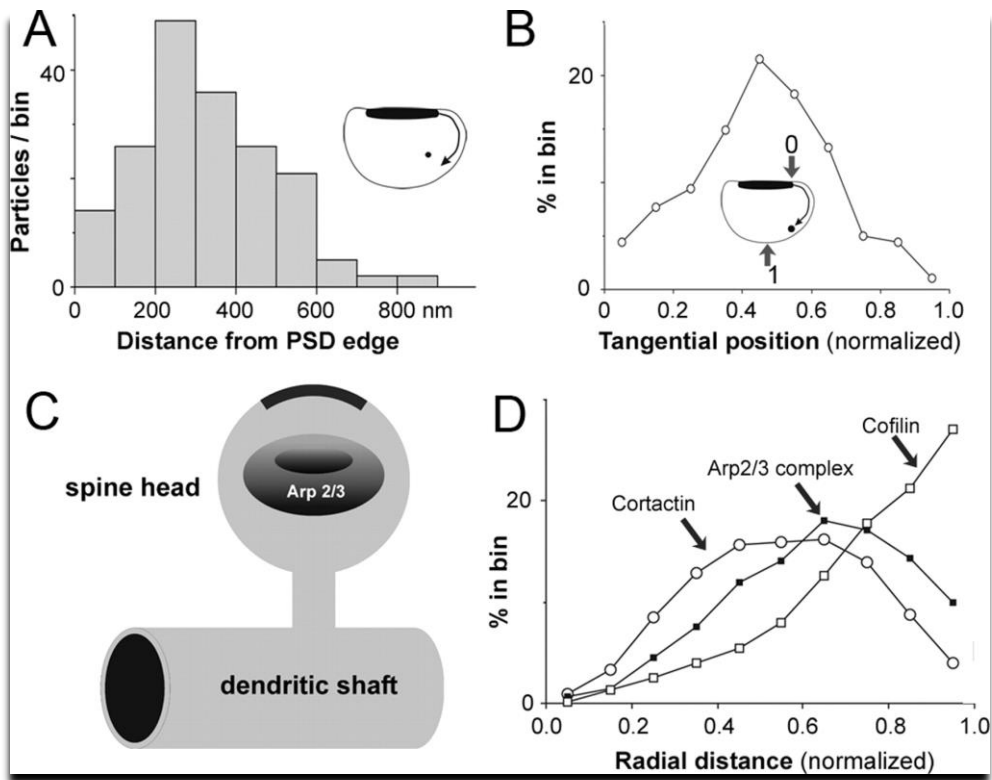 A
Particles / bin
40
0
0
200
400
600
800 nm
Distance from PSD edge
B
% in bin
20
0
0
1
0
0.2
0.4
0.6
0.8
1.0
Tangential position (normalized)
C
spine head
Arp 2/3
dendritic shaft
D
% in bin
20
0
Cortactin
Arp2/3 complex
Cofilin
0.0
0.2
0.4
0.6
0.8
1.0
Radial distance (normalized)